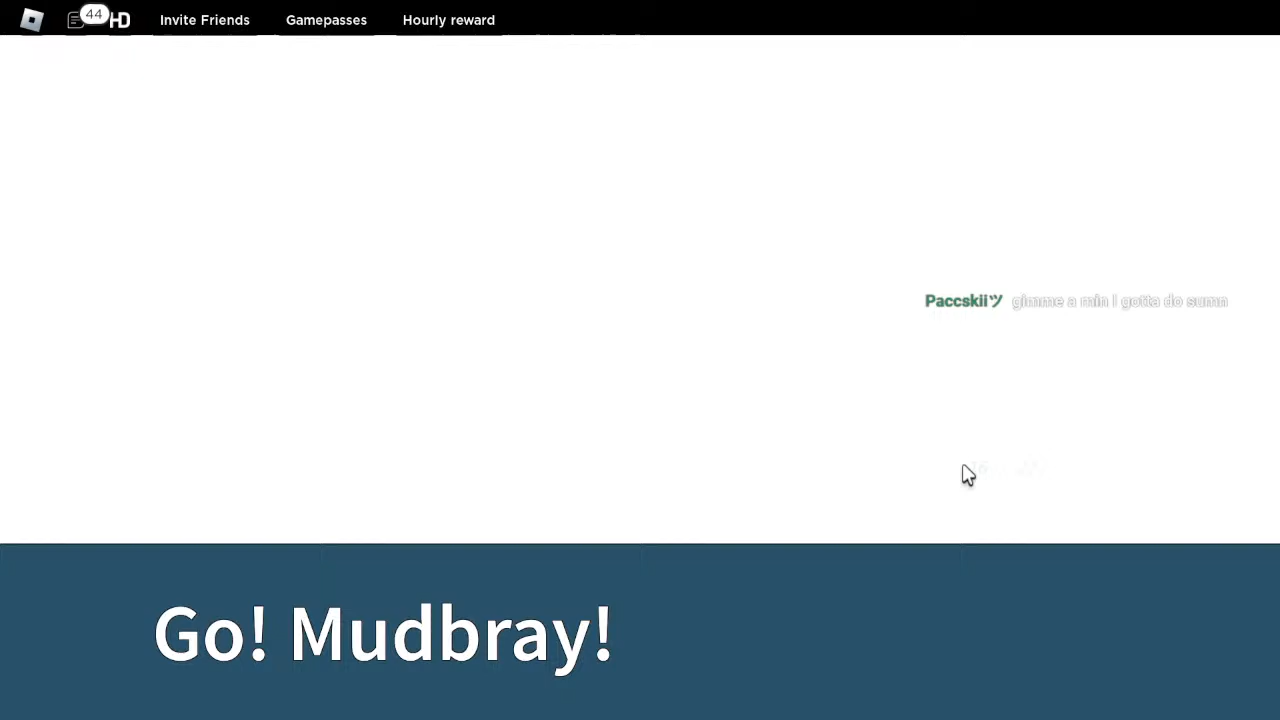 44 HD Invite Friends Gamepasses Hourly reward
Paccskiiツ gimme a min I gotta do sumn
Go! Mudbray!